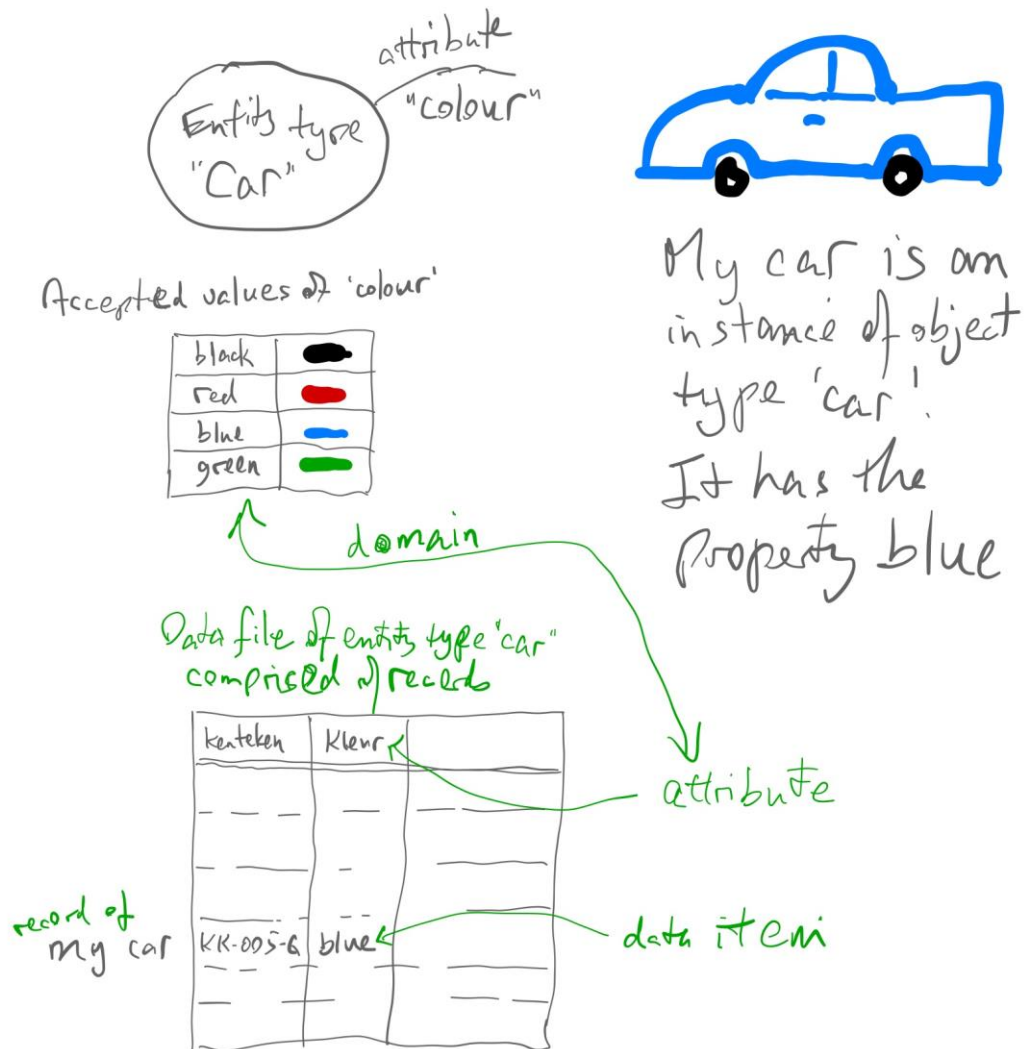 attribute
"colour"
Entity type
"Car"
My car is an
instance of object
type 'car'.
It has the
Property blue
Accepted values of 'colour'
black
red
blue
green
domain
Data file of entity type "car"
comprised of records
kenteken Kleur
attribute
record of
my car KK-005-G blue
data item